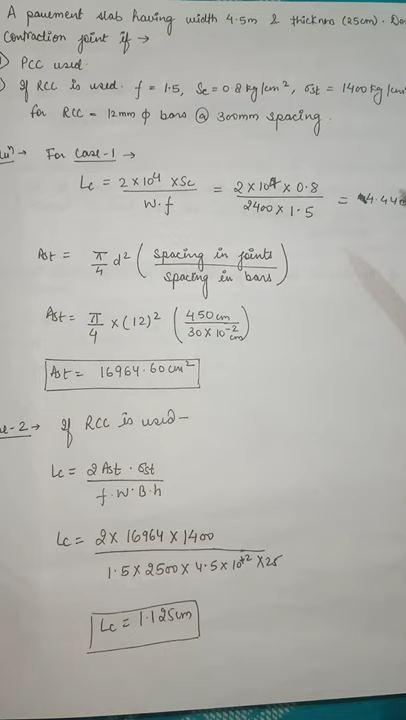 A pavement slab having width 4.5m & thickness (25cm).
Contraction joint if →
PCC used.
If RCC is used. f = 1.5, Sc = 0.8 kg/cm², σst = 1400 kg/cm
for RCC - 12mm ϕ bars @ 300mm spacing.
→ For Case-1 →
Lc = 2 × 10⁴ × Sc / W.f = 2 × 10⁴ × 0.8 / 2400 × 1.5 = 4.44
Ast = π/4 d² (spacing in joints / spacing in bars)
Ast = π/4 × (12)² (450cm / 30 × 10⁻² cm)
Ast = 16964.60 cm²
-2 → If RCC is used -
Lc = 2 Ast . σst / f.W.B.h
Lc = 2 × 16964 × 1400 / 1.5 × 2500 × 4.5 × 10⁺² × 25
Lc = 1.125cm